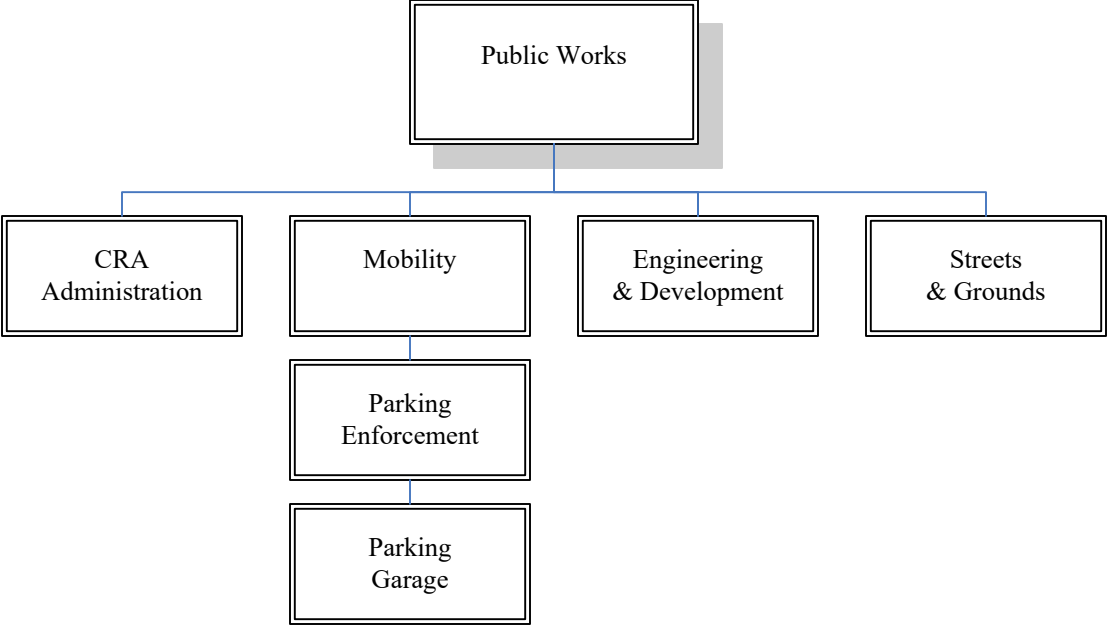 Public Works
CRA
Administration
Mobility
Engineering
& Development
Streets
& Grounds
Parking
Enforcement
Parking
Garage